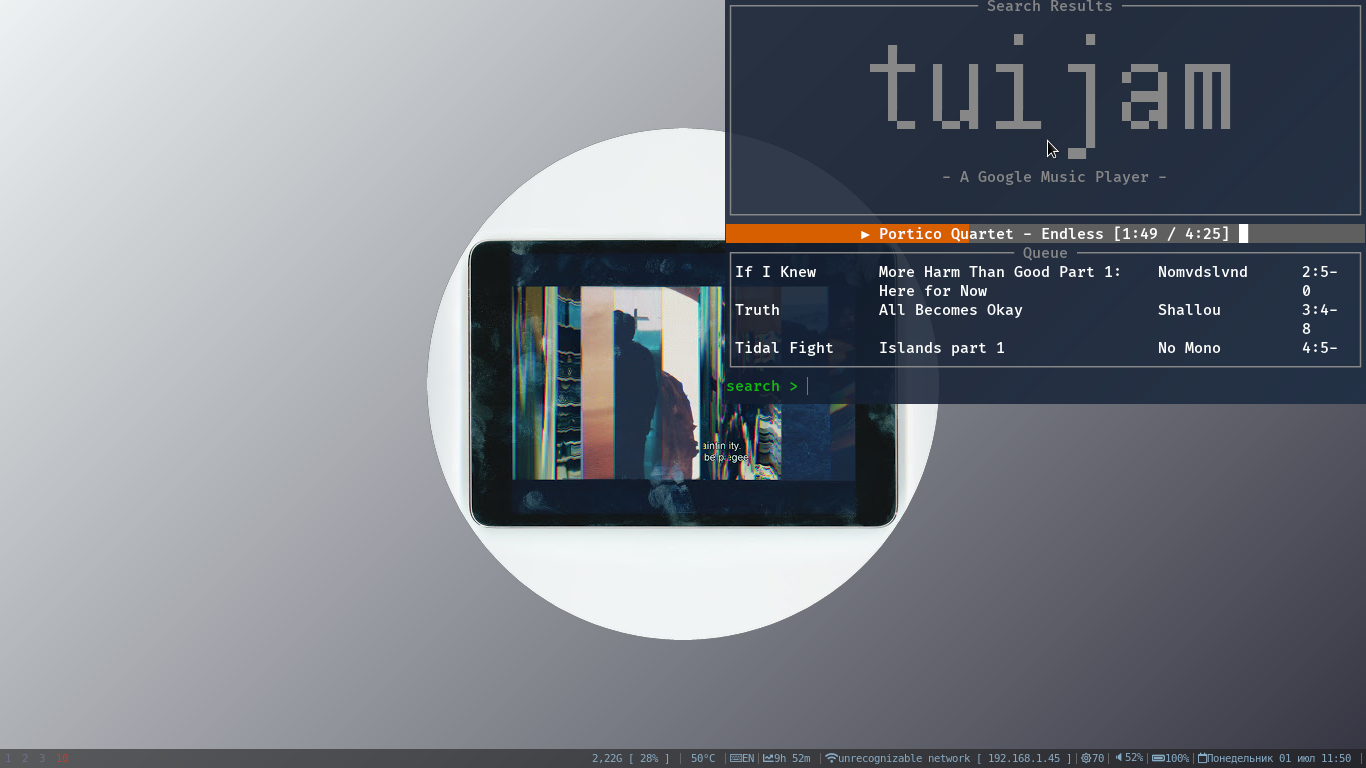 Search Results
tuijam
- A Google Music Player -
▶ Portico Quartet - Endless [1:49 / 4:25]
Queue
If I Knew More Harm Than Good Part 1: Nomvdslvnd 2:5-
Here for Now 0
Truth All Becomes Okay Shallou 3:4-
8
Tidal Fight Islands part 1 No Mono 4:5-
search >
be
1 2 3 10 2,22G [ 28% ] | 50°C | EN | 9h 52m | unrecognizable network [ 192.168.1.45 ] | 70 | 52% | 100% | Понедельник 01 июл 11:50